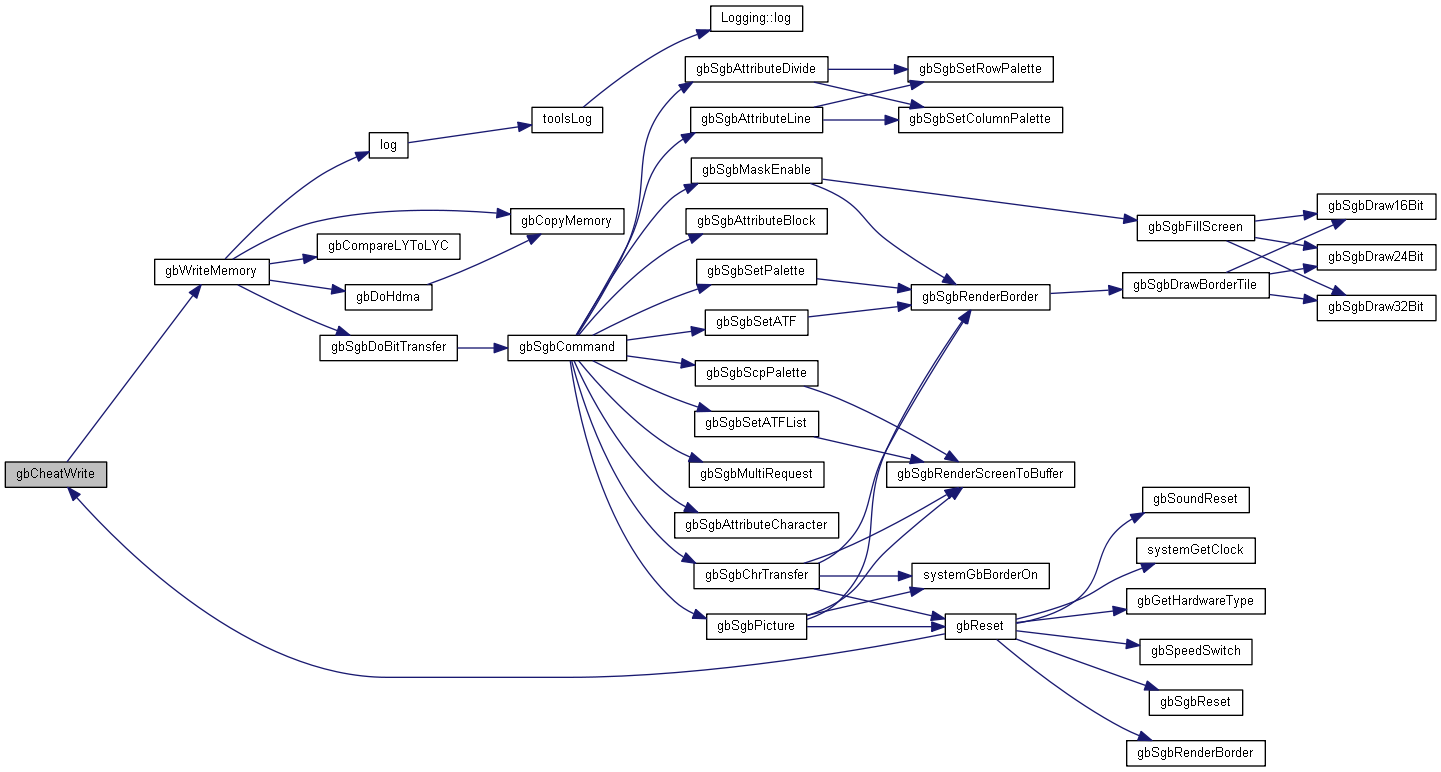 Logging::log
gbSgbAttributeDivide
gbSgbSetRowPalette
toolsLog
gbSgbAttributeLine
gbSgbSetColumnPalette
log
gbSgbMaskEnable
gbCopyMemory
gbSgbAttributeBlock
gbSgbDraw16Bit
gbSgbFillScreen
gbCompareLYToLYC
gbSgbDraw24Bit
gbWriteMemory
gbSgbSetPalette
gbSgbDrawBorderTile
gbDoHdma
gbSgbRenderBorder
gbSgbDraw32Bit
gbSgbSetATF
gbSgbDoBitTransfer
gbSgbCommand
gbSgbScpPalette
gbSgbSetATFList
gbCheatWrite
gbSgbMultiRequest
gbSgbRenderScreenToBuffer
gbSoundReset
gbSgbAttributeCharacter
systemGetClock
gbSgbChrTransfer
systemGbBorderOn
gbGetHardwareType
gbSgbPicture
gbReset
gbSpeedSwitch
gbSgbReset
gbSgbRenderBorder